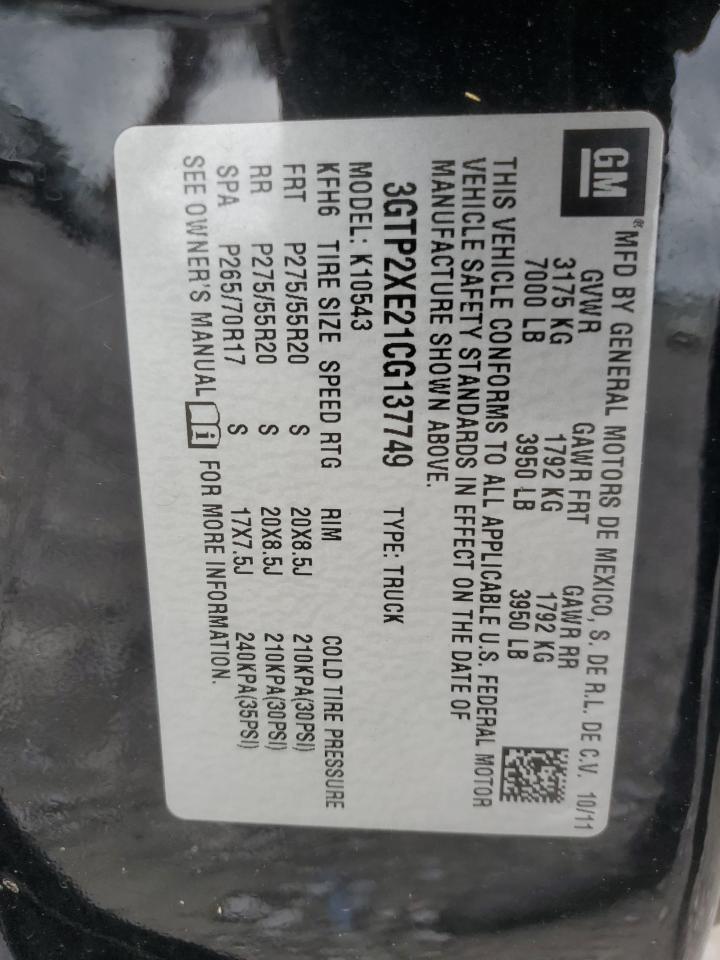 GM
® MFD BY GENERAL MOTORS DE MEXICO, S. DE R.L. DE C.V. 10/11
GVWR GAWR FRT GAWR RR
3175 KG 1792 KG 1792 KG
7000 LB 3950 LB 3950 LB
THIS VEHICLE CONFORMS TO ALL APPLICABLE U.S. FEDERAL MOTOR
VEHICLE SAFETY STANDARDS IN EFFECT ON THE DATE OF
MANUFACTURE SHOWN ABOVE.
3GTP2XE21CG137749 TYPE: TRUCK
MODEL: K10543
KFH6 TIRE SIZE SPEED RTG RIM COLD TIRE PRESSURE
FRT P275/55R20 S 20X8.5J 210KPA(30PSI)
RR P275/55R20 S 20X8.5J 210KPA(30PSI)
SPA P265/70R17 S 17X7.5J 240KPA(35PSI)
SEE OWNER'S MANUAL i FOR MORE INFORMATION.